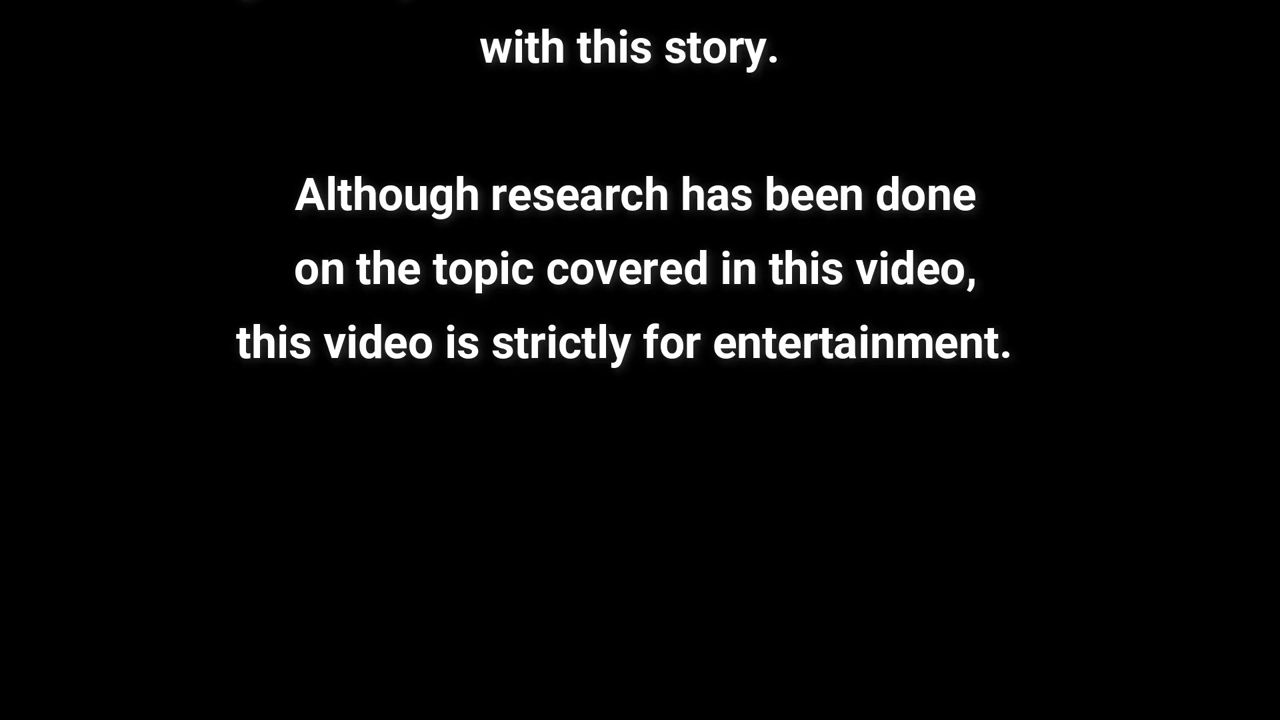 with this story.
Although research has been done
on the topic covered in this video,
this video is strictly for entertainment.